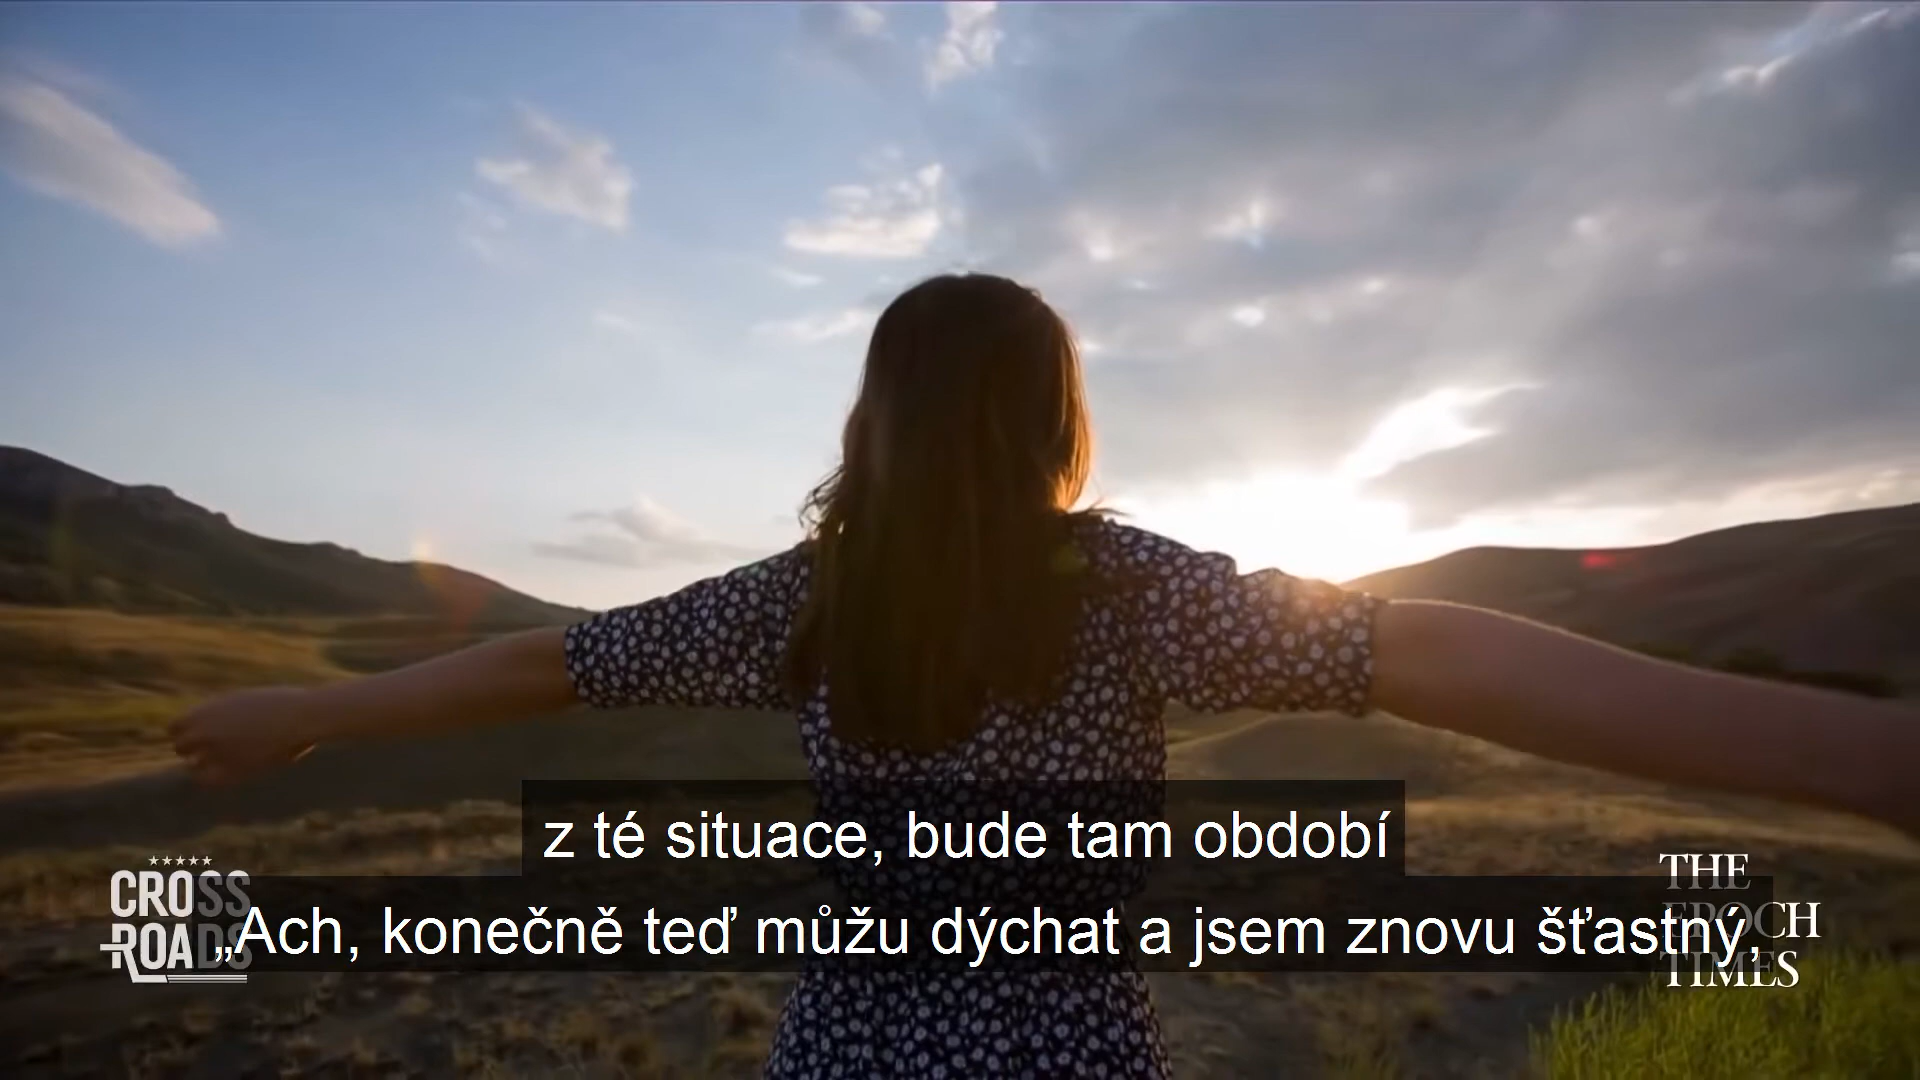 z té situace, bude tam období
„Ach, konečně teď můžu dýchat a jsem znovu šťastný,
CROSS
ROADS
THE
EPOCH
TIMES